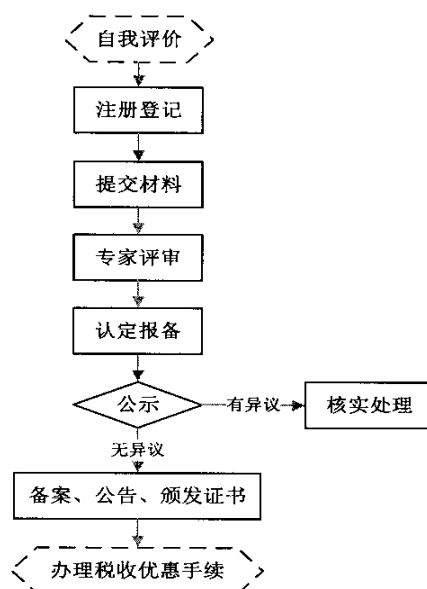 自我评价
注册登记
提交材料
专家评审
认定报备
公示
有异议
核实处理
无异议
备案、公告、颁发证书
办理税收优惠手续